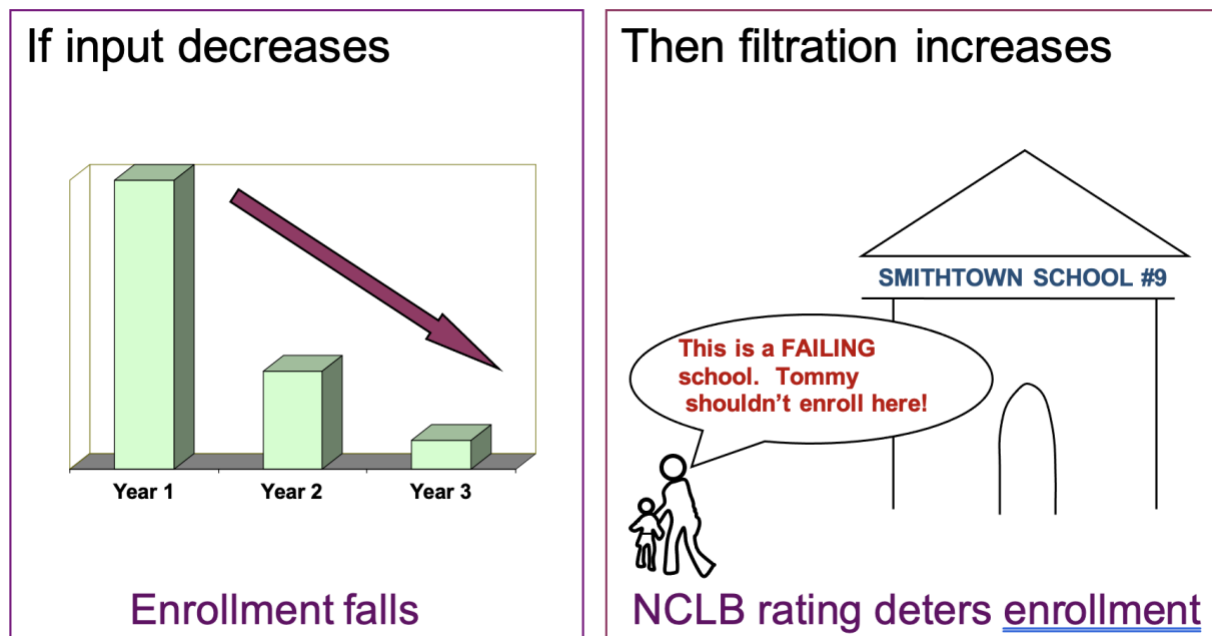 If input decreases
Year 1
Year 2
Year 3
Enrollment falls
Then filtration increases
SMITHTOWN SCHOOL #9
This is a FAILING
school. Tommy
shouldn't enroll here!
NCLB rating deters enrollment